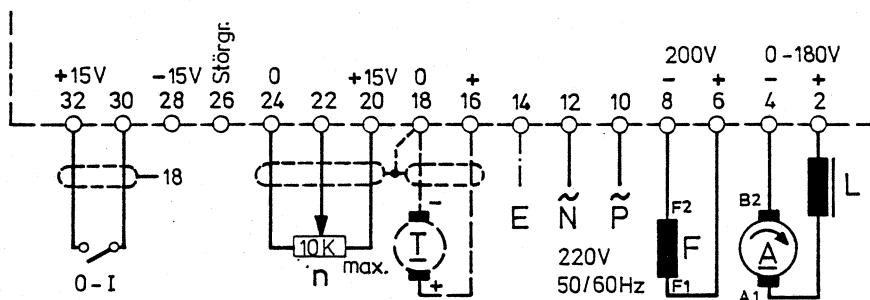 200V 0-180V
+15V -15V Störgr. 0 +15V 0 + - + - +
32 30 28 26 24 22 20 18 16 14 12 10 8 6 4 2
18
0-I
10K
n max.
-
T
+
E
Ñ
P̃
220V
50/60Hz
F2
F
F1
B2
A
A1
L